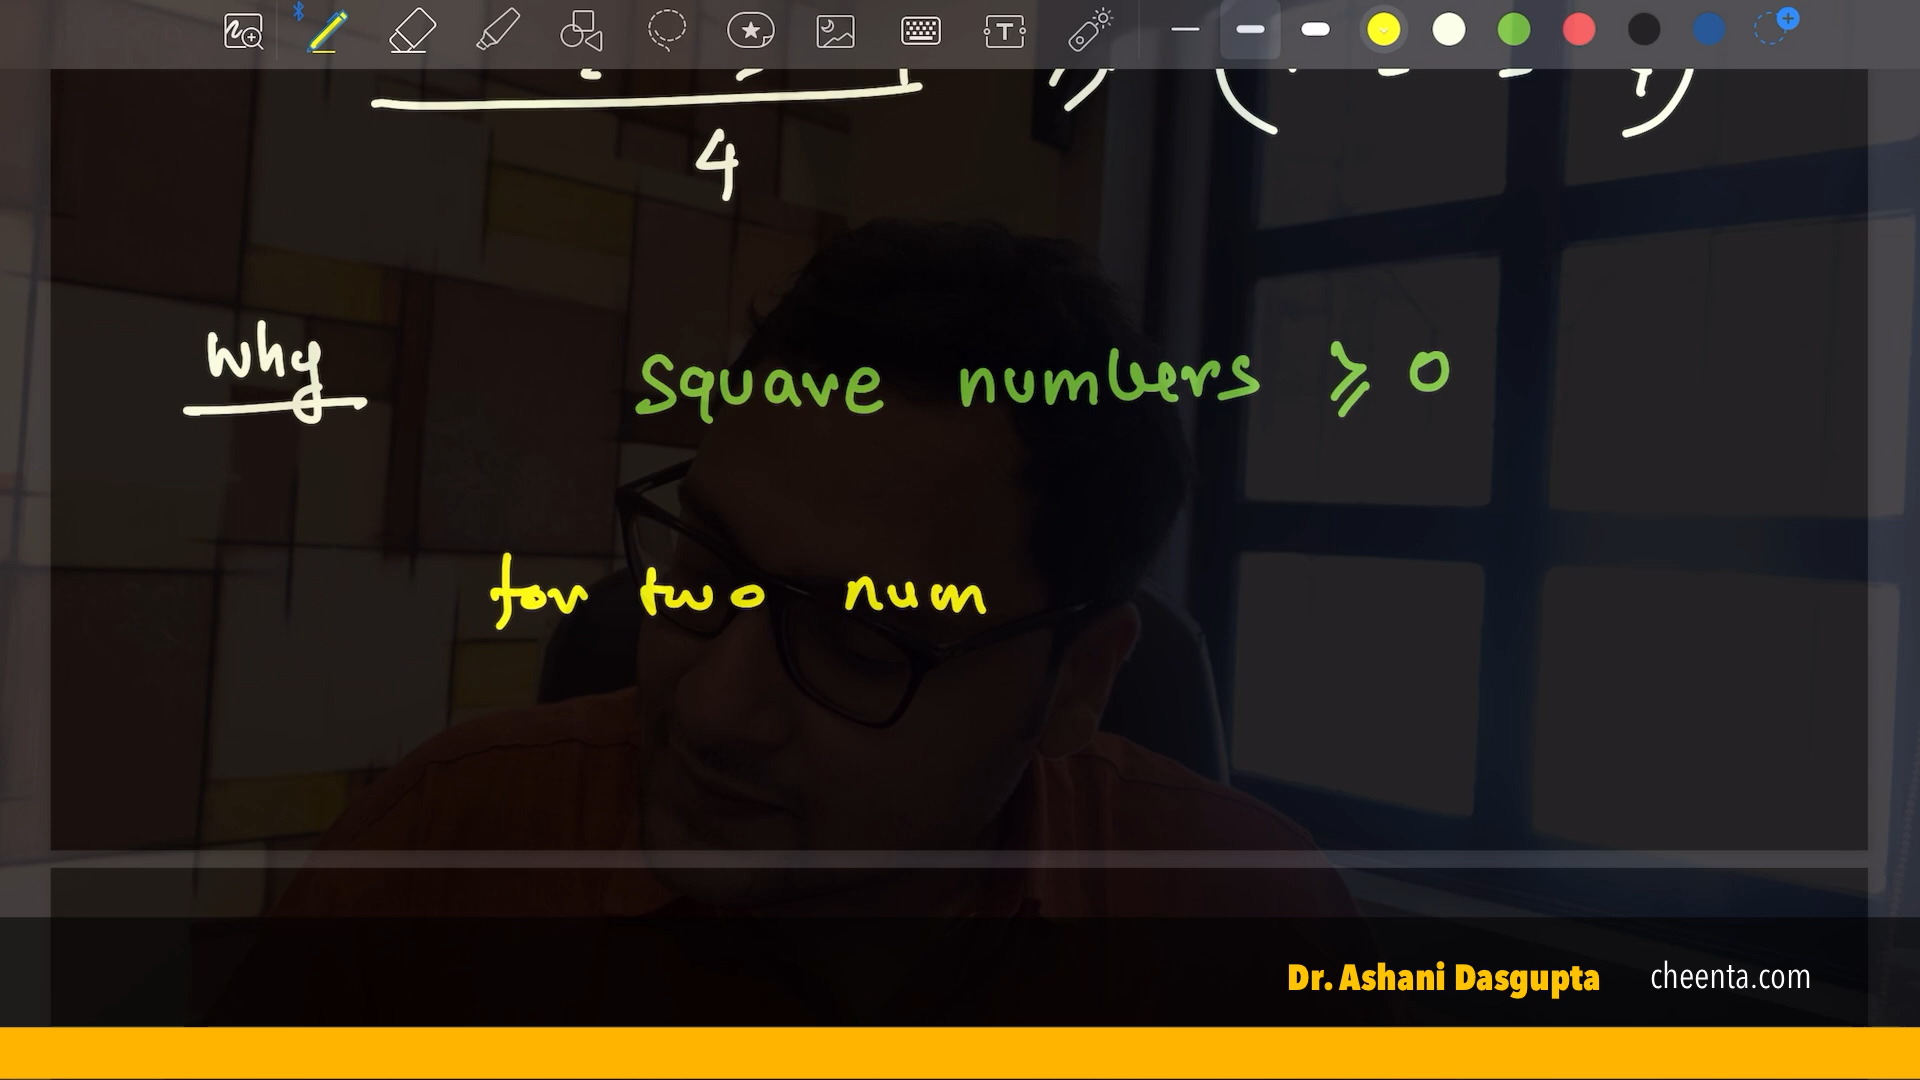 4
Why
Square numbers ⩾ 0
for two num
Dr. Ashani Dasgupta cheenta.com